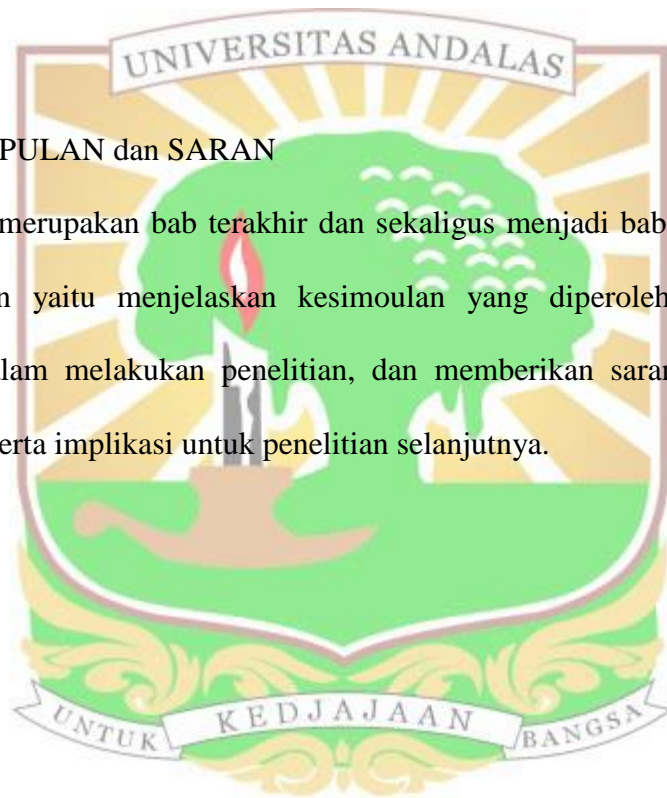 UNIVERSITAS ANDALAS
PULAN dan SARAN
merupakan bab terakhir dan sekaligus menjadi bab
n yaitu menjelaskan kesimoulan yang diperoleh
lam melakukan penelitian, dan memberikan saran
erta implikasi untuk penelitian selanjutnya.
UNTUK KEDJAJAAN BANGSA